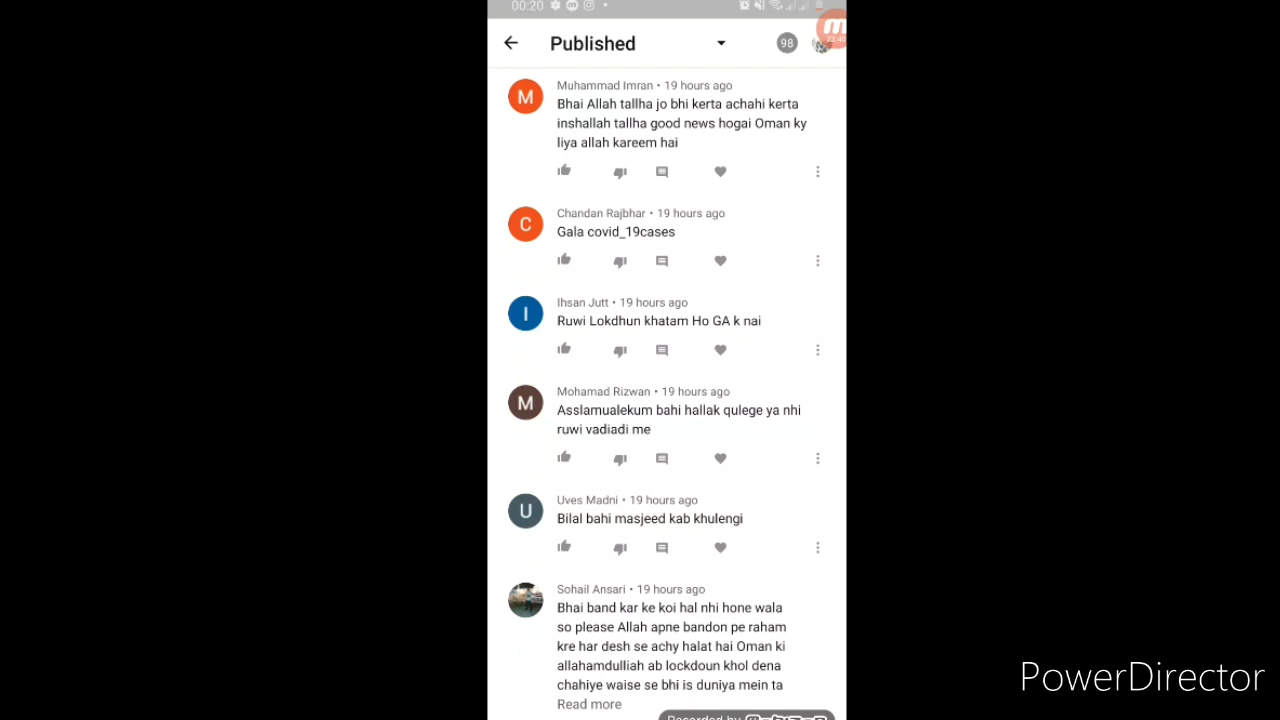 00:20
Published
98
23:40
M
Muhammad Imran • 19 hours ago
Bhai Allah tallha jo bhi kerta achahi kerta
inshallah tallha good news hogai Oman ky
liya allah kareem hai
C
Chandan Rajbhar • 19 hours ago
Gala covid_19cases
I
Ihsan Jutt • 19 hours ago
Ruwi Lokdhun khatam Ho GA k nai
M
Mohamad Rizwan • 19 hours ago
Asslamualekum bahi hallak qulege ya nhi
ruwi vadiadi me
U
Uves Madni • 19 hours ago
Bilal bahi masjeed kab khulengi
Sohail Ansari • 19 hours ago
Bhai band kar ke koi hal nhi hone wala
so please Allah apne bandon pe raham
kre har desh se achy halat hai Oman ki
allahamdulliah ab lockdoun khol dena
chahiye waise se bhi is duniya mein ta
Read more
Recorded by
PowerDirector